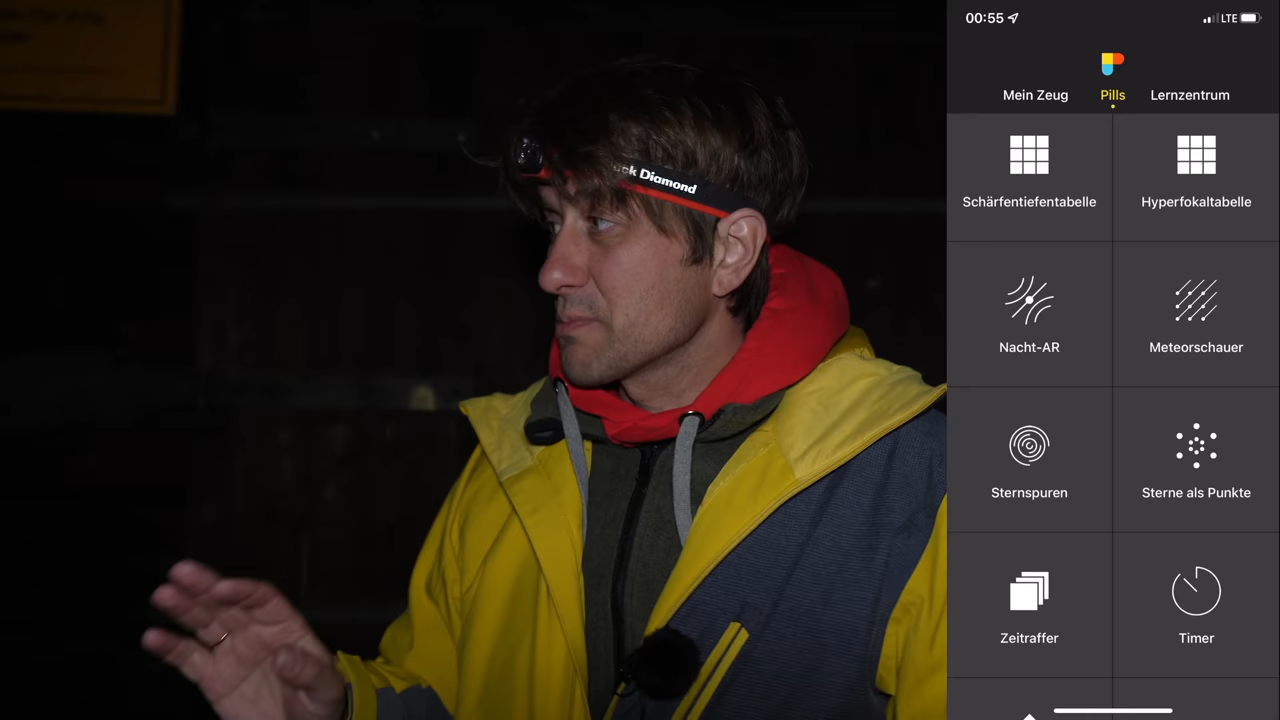 ck Diamond
00:55
LTE
Mein Zeug
Pills
Lernzentrum
Schärfentiefentabelle
Hyperfokaltabelle
Nacht-AR
Meteorschauer
Sternspuren
Sterne als Punkte
Zeitraffer
Timer